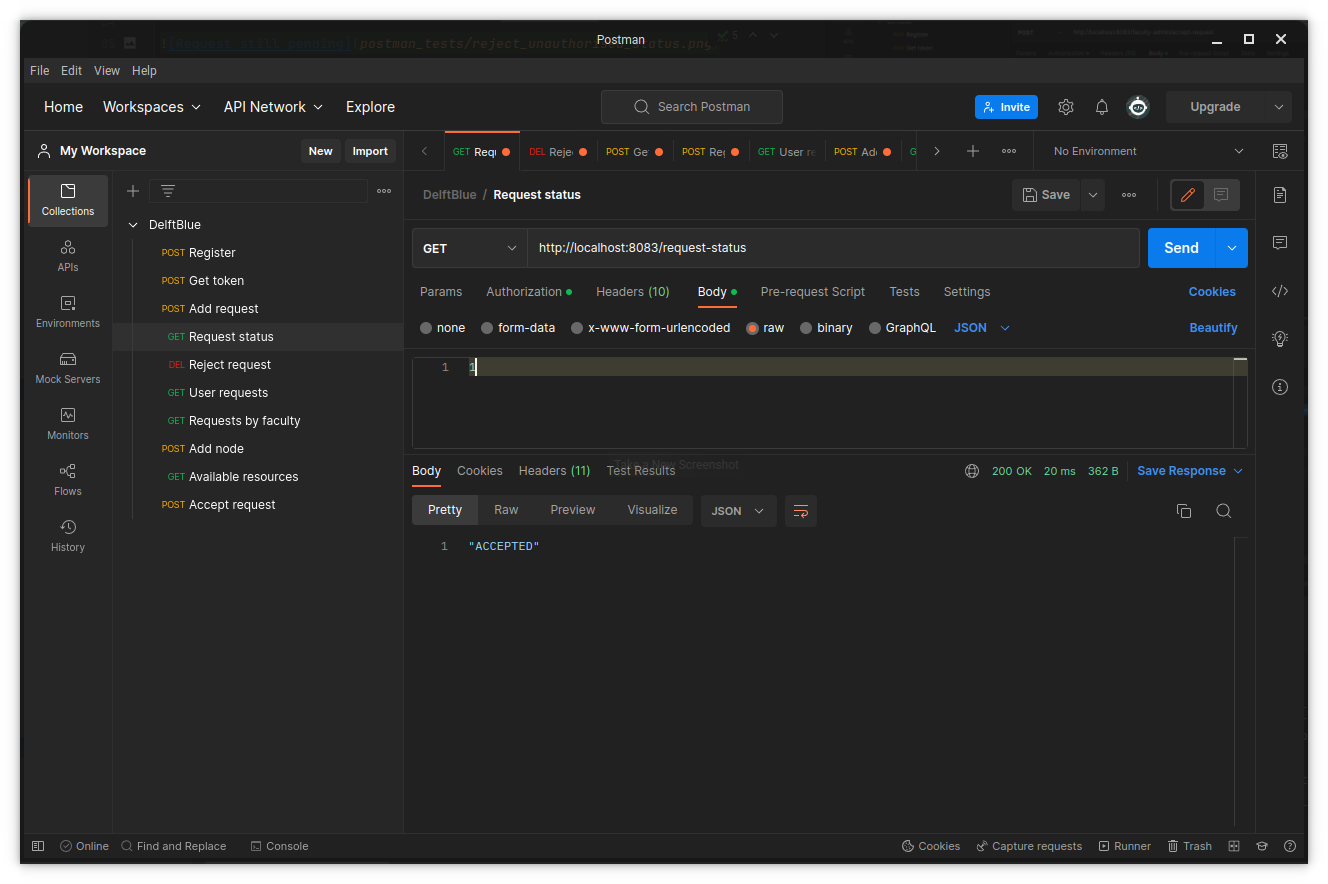 Postman
File Edit View Help
Home Workspaces API Network Explore Search Postman Invite Upgrade
My Workspace New Import GET Requ DEL Reje POST Get POST Reg GET User re POST Add G No Environment
DelftBlue / Request status Save
Collections
APIs
Environments
Mock Servers
Monitors
Flows
History
DelftBlue
POST Register
POST Get token
POST Add request
GET Request status
DEL Reject request
GET User requests
GET Requests by faculty
POST Add node
GET Available resources
POST Accept request
GET http://localhost:8083/request-status Send
Params Authorization Headers (10) Body Pre-request Script Tests Settings Cookies
none form-data x-www-form-urlencoded raw binary GraphQL JSON Beautify
1 1
Take a New Screenshot
Body Cookies Headers (11) Test Results 200 OK 20 ms 362 B Save Response
Pretty Raw Preview Visualize JSON
1 "ACCEPTED"
Online Find and Replace Console Cookies Capture requests Runner Trash